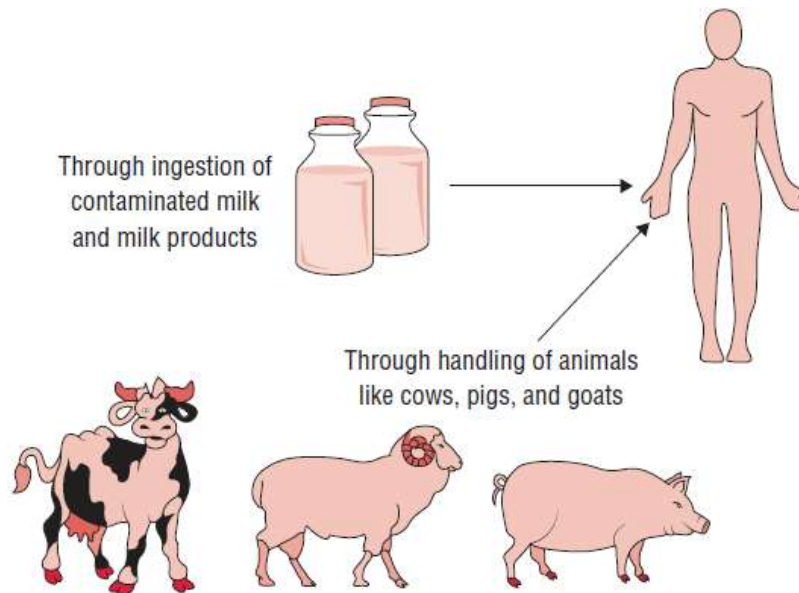 Through ingestion of
contaminated milk
and milk products
Through handling of animals
like cows, pigs, and goats